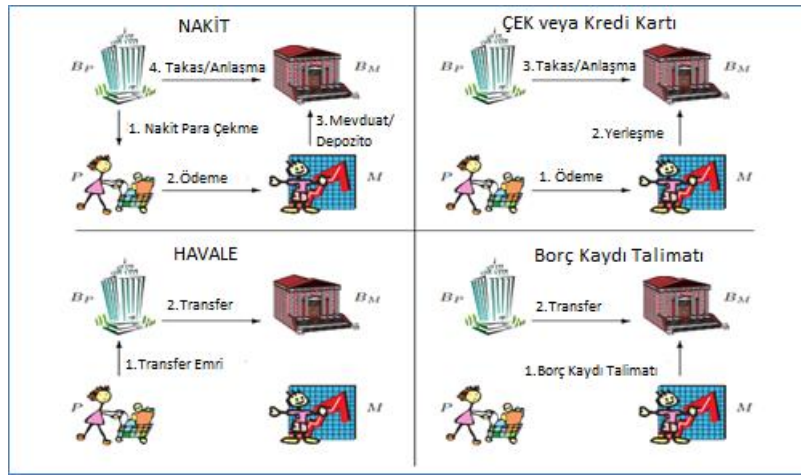 NAKİT
B_P
4. Takas/Anlaşma
B_M
1. Nakit Para Çekme
3.Mevduat/
Depozito
P
2.Ödeme
M
ÇEK veya Kredi Kartı
B_P
3.Takas/Anlaşma
B_M
2.Yerleşme
P
1. Ödeme
M
HAVALE
B_P
2.Transfer
B_M
1.Transfer Emri
P
M
Borç Kaydı Talimatı
B_P
2.Transfer
B_M
1.Borç Kaydı Talimatı
P
M